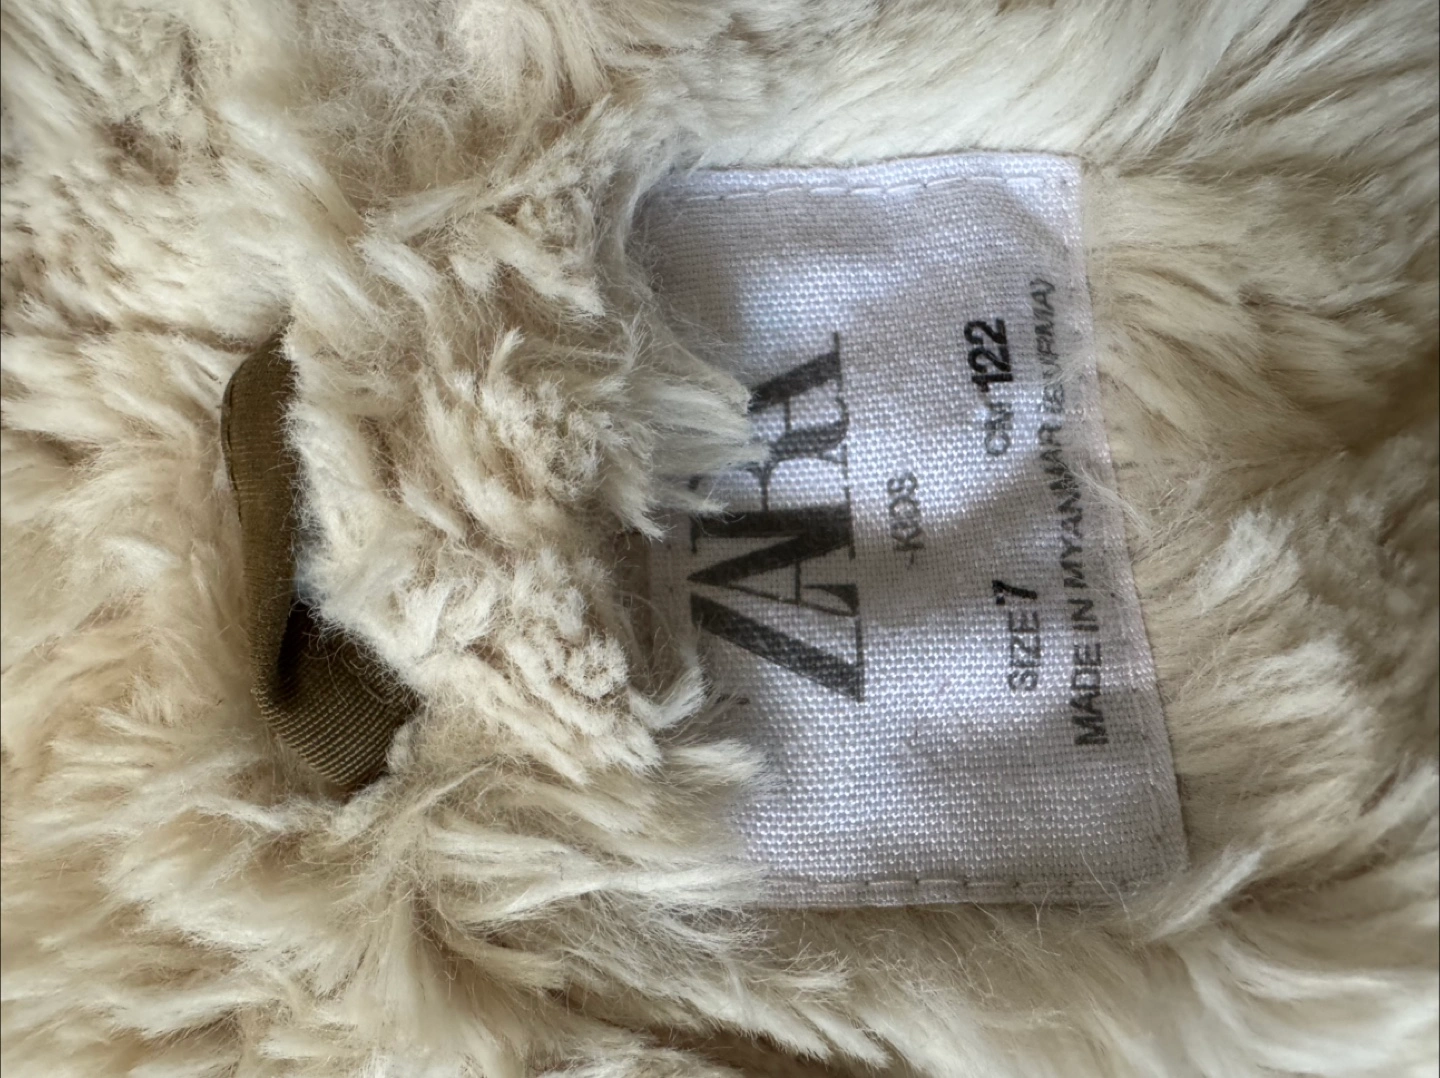 ZARA
KIDS
SIZE 7 CM 122
MADE IN MYANMAR (BURMA)